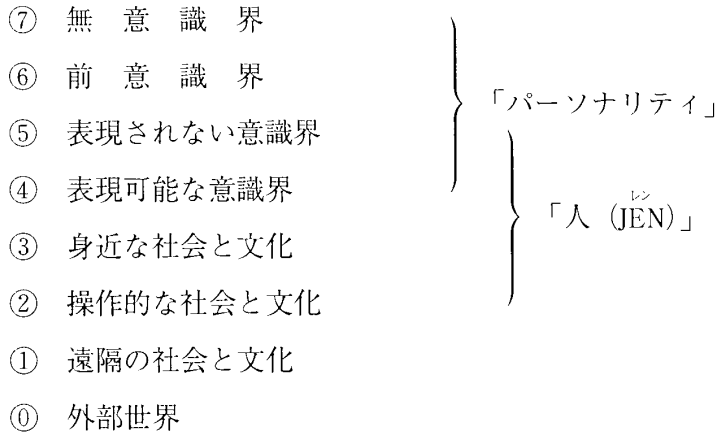 ⑦ 無意識界
⑥ 前意識界
「パーソナリティ」
⑤ 表現されない意識界
④ 表現可能な意識界
レン
「人 (JEN)」
③ 身近な社会と文化
② 操作的な社会と文化
① 遠隔の社会と文化
⓪ 外部世界